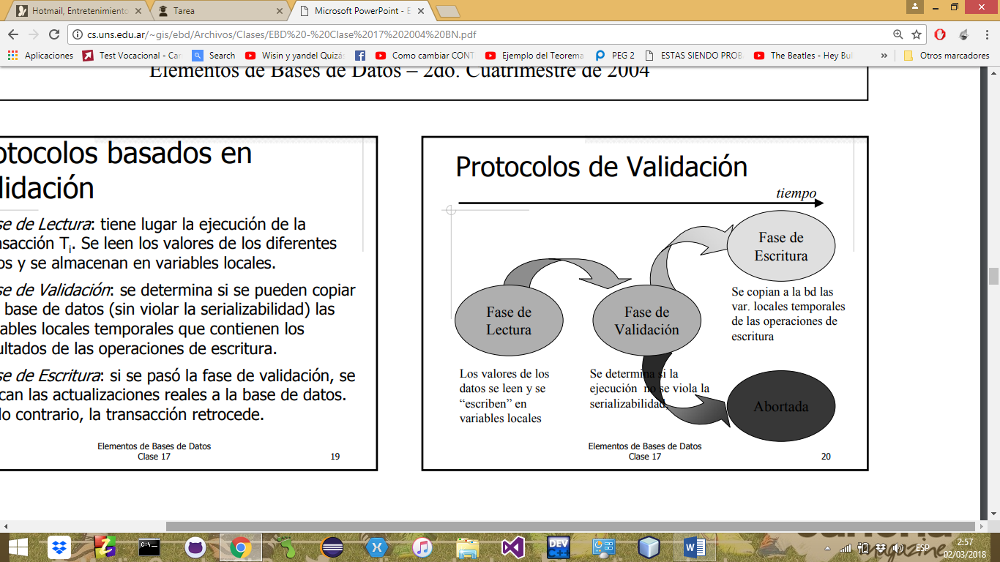 Hotmail, Entretenimiento
Tarea
Microsoft PowerPoint - E
cs.uns.edu.ar/~gis/ebd/Archivos/Clases/EBD%20-%20Clase%2017%202004%20BN.pdf
Aplicaciones
Test Vocacional - Car
Search
Wisin y yandel Quizás
Como cambiar CONT
Ejemplo del Teorema
PEG 2
ESTAS SIENDO PROB
The Beatles - Hey Bul
»
Otros marcadores
Elementos de Bases de Datos – 2do. Cuatrimestre de 2004
otocolos basados en
lidación
se de Lectura: tiene lugar la ejecución de la
nsacción Ti. Se leen los valores de los diferentes
os y se almacenan en variables locales.
se de Validación: se determina si se pueden copiar
base de datos (sin violar la serializabilidad) las
ables locales temporales que contienen los
ultados de las operaciones de escritura.
se de Escritura: si se pasó la fase de validación, se
can las actualizaciones reales a la base de datos.
lo contrario, la transacción retrocede.
Elementos de Bases de Datos
Clase 17
19
Protocolos de Validación
tiempo
Fase de
Lectura
Los valores de los
datos se leen y se
“escriben” en
variables locales
Fase de
Validación
Se determina si la
ejecución no se viola la
serializabilidad.
Fase de
Escritura
Se copian a la bd las
var. locales temporales
de las operaciones de
escritura
Abortada
Elementos de Bases de Datos
Clase 17
20
C:\.
DEV
C++
magazine
ESP
2:57
02/03/2018